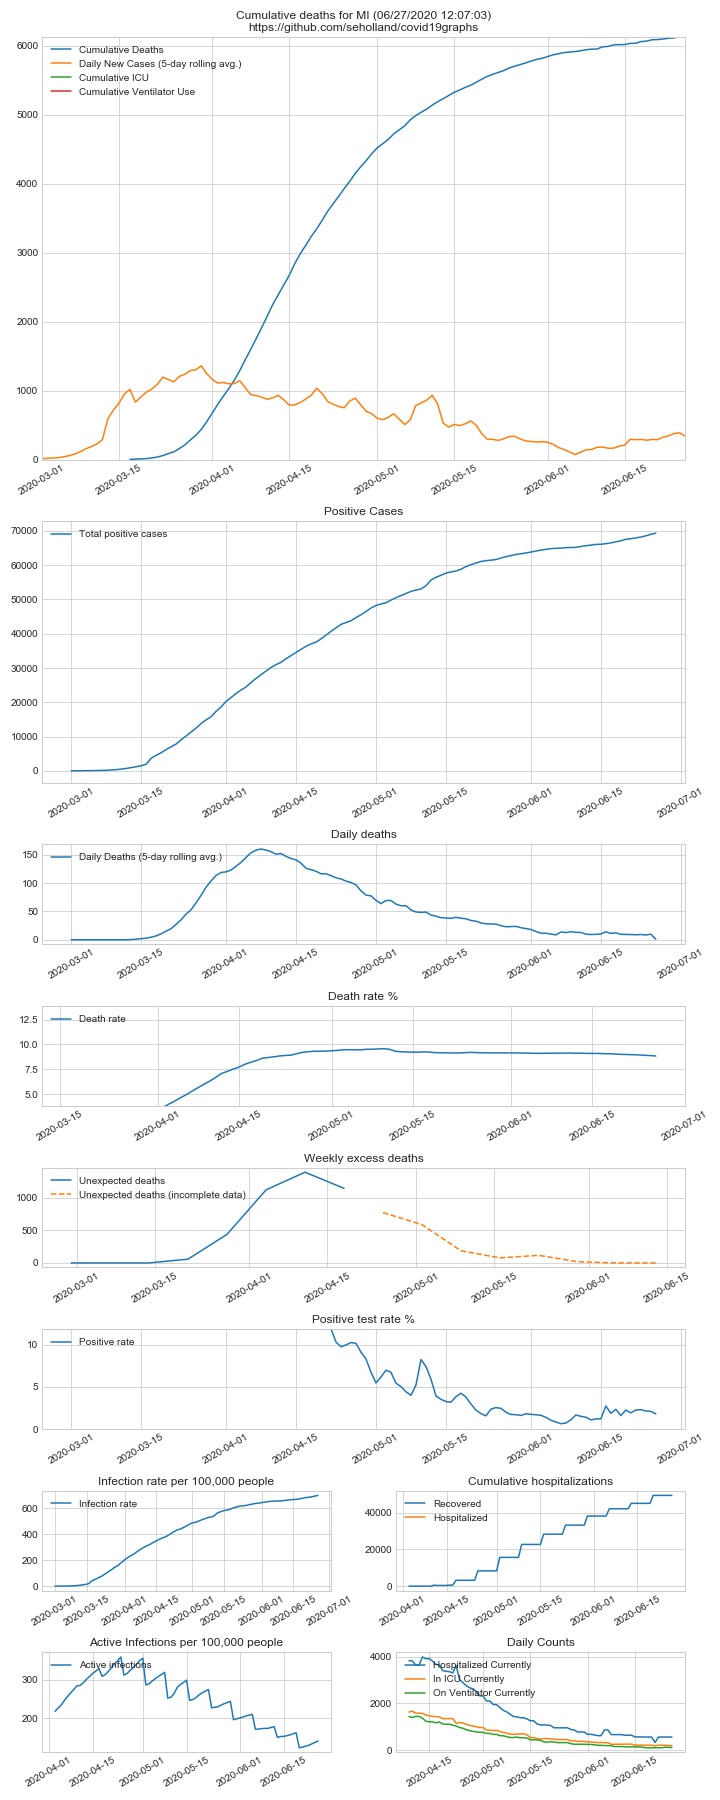 Cumulative deaths for MI (06/27/2020 12:07:03)
https://github.com/seholland/covid19graphs
Cumulative Deaths
Daily New Cases (5-day rolling avg.)
Cumulative ICU
Cumulative Ventilator Use
6000
5000
4000
3000
2000
1000
0
2020-03-01 2020-03-15 2020-04-01 2020-04-15 2020-05-01 2020-05-15 2020-06-01 2020-06-15
Positive Cases
Total positive cases
70000
60000
50000
40000
30000
20000
10000
0
2020-03-01 2020-03-15 2020-04-01 2020-04-15 2020-05-01 2020-05-15 2020-06-01 2020-06-15 2020-07-01
Daily deaths
Daily Deaths (5-day rolling avg.)
150
100
50
0
2020-03-01 2020-03-15 2020-04-01 2020-04-15 2020-05-01 2020-05-15 2020-06-01 2020-06-15 2020-07-01
Death rate %
Death rate
12.5
10.0
7.5
5.0
2020-03-15 2020-04-01 2020-04-15 2020-05-01 2020-05-15 2020-06-01 2020-06-15 2020-07-01
Weekly excess deaths
Unexpected deaths
Unexpected deaths (incomplete data)
1000
500
0
2020-03-01 2020-03-15 2020-04-01 2020-04-15 2020-05-01 2020-05-15 2020-06-01 2020-06-15
Positive test rate %
Positive rate
10
5
0
2020-03-01 2020-03-15 2020-04-01 2020-04-15 2020-05-01 2020-05-15 2020-06-01 2020-06-15 2020-07-01
Infection rate per 100,000 people
Infection rate
600
400
200
0
2020-03-01 2020-03-15 2020-04-01 2020-04-15 2020-05-01 2020-05-15 2020-06-01 2020-06-15 2020-07-01
Cumulative hospitalizations
Recovered
Hospitalized
40000
20000
0
2020-04-01 2020-04-15 2020-05-01 2020-05-15 2020-06-01 2020-06-15
Active Infections per 100,000 people
Active infections
300
200
2020-04-01 2020-04-15 2020-05-01 2020-05-15 2020-06-01 2020-06-15
Daily Counts
Hospitalized Currently
In ICU Currently
On Ventilator Currently
4000
2000
0
2020-04-15 2020-05-01 2020-05-15 2020-06-01 2020-06-15